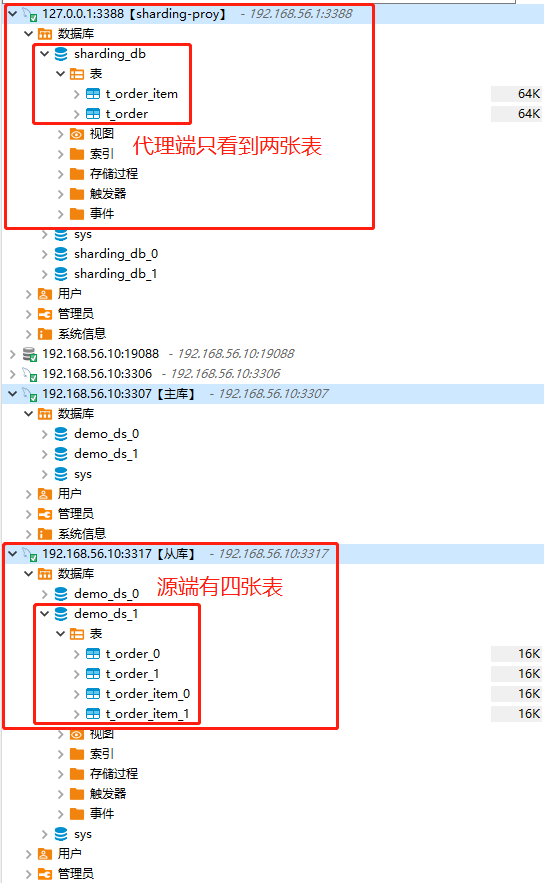 127.0.0.1:3388【sharding-proy】 - 192.168.56.1:3388
数据库
sharding_db
表
t_order_item 64K
t_order 64K
视图
代理端只看到两张表
索引
存储过程
触发器
事件
sys
sharding_db_0
sharding_db_1
用户
管理员
系统信息
192.168.56.10:19088 - 192.168.56.10:19088
192.168.56.10:3306 - 192.168.56.10:3306
192.168.56.10:3307【主库】 - 192.168.56.10:3307
数据库
demo_ds_0
demo_ds_1
sys
用户
管理员
系统信息
192.168.56.10:3317【从库】 - 192.168.56.10:3317
数据库
源端有四张表
demo_ds_0
demo_ds_1
表
t_order_0 16K
t_order_1 16K
t_order_item_0 16K
t_order_item_1 16K
视图
索引
存储过程
触发器
事件
sys
用户
管理员